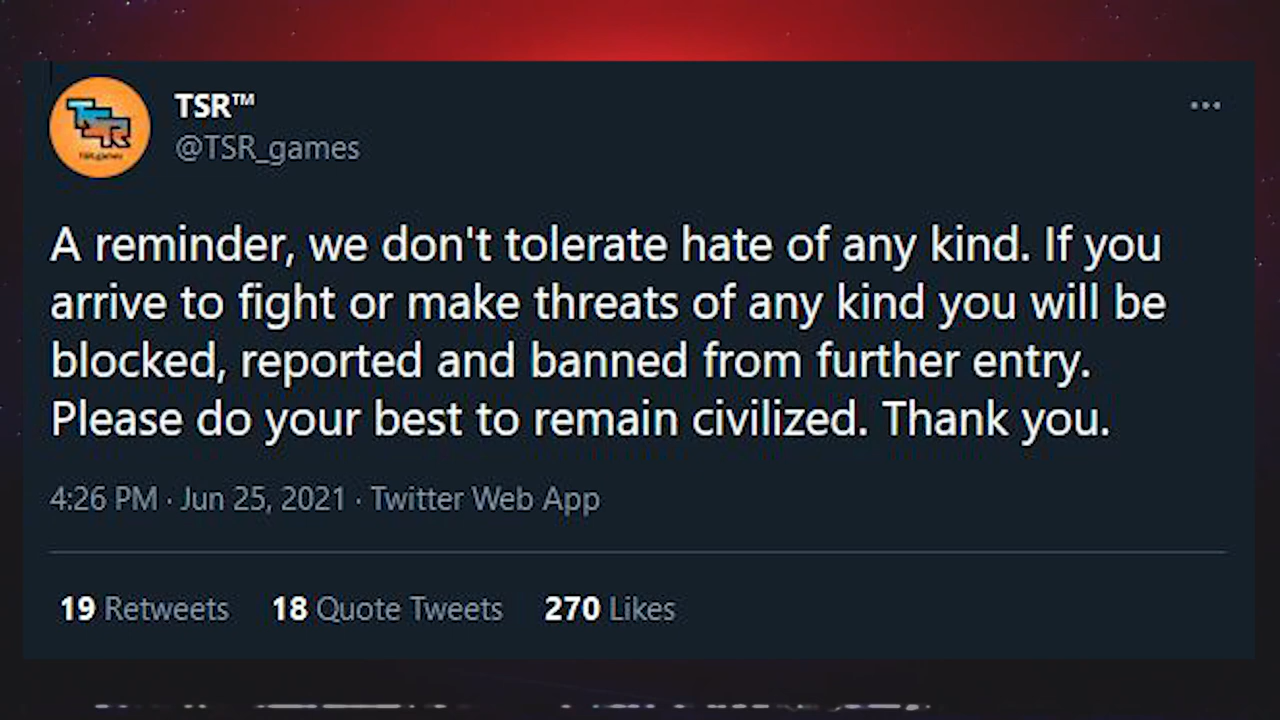 TSR™
@TSR_games
A reminder, we don't tolerate hate of any kind. If you
arrive to fight or make threats of any kind you will be
blocked, reported and banned from further entry.
Please do your best to remain civilized. Thank you.
4:26 PM · Jun 25, 2021 · Twitter Web App
19 Retweets 18 Quote Tweets 270 Likes